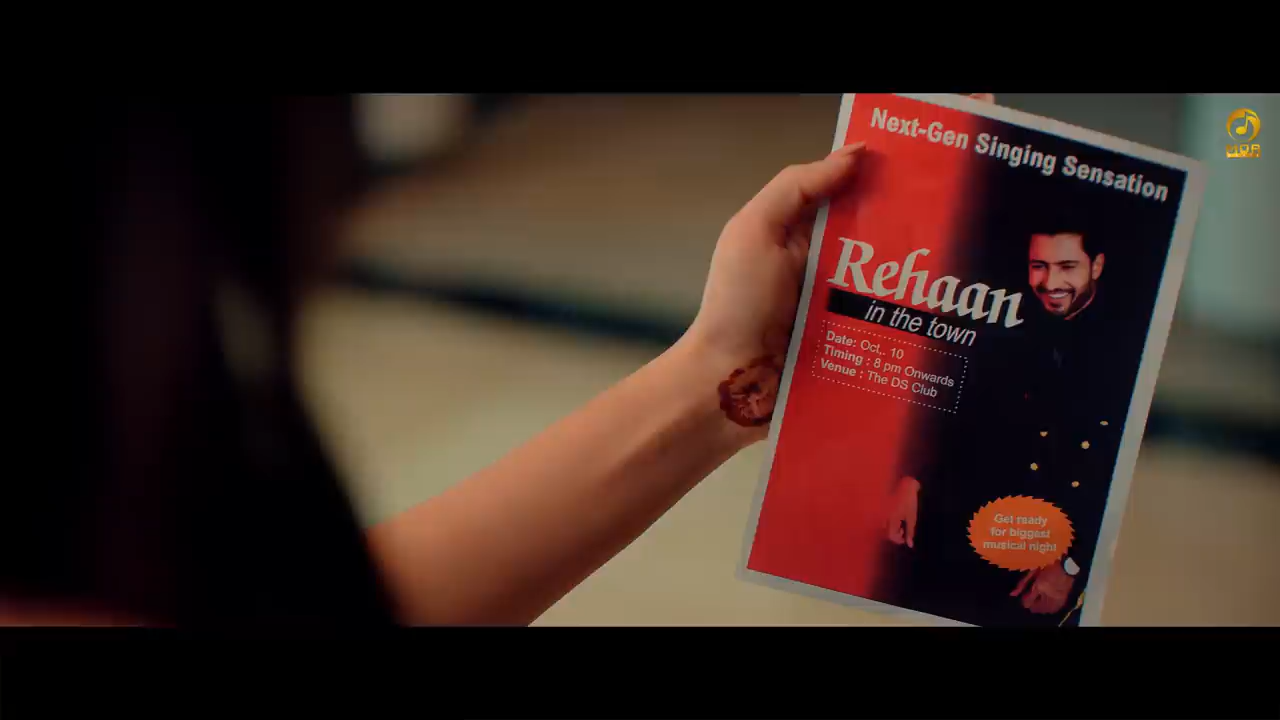 Next-Gen Singing Sensation
Rehaan
in the town
Date: Oct,. 10
Timing : 8 pm Onwards
Venue : The DS Club
Get ready
for biggest
musical night